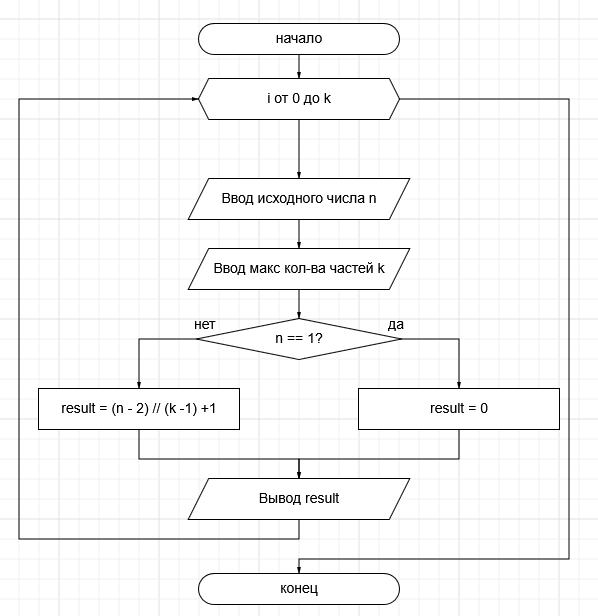 начало
i от 0 до k
Ввод исходного числа n
Ввод макс кол-ва частей k
нет
да
n == 1?
result = (n - 2) // (k -1) +1
result = 0
Вывод result
конец